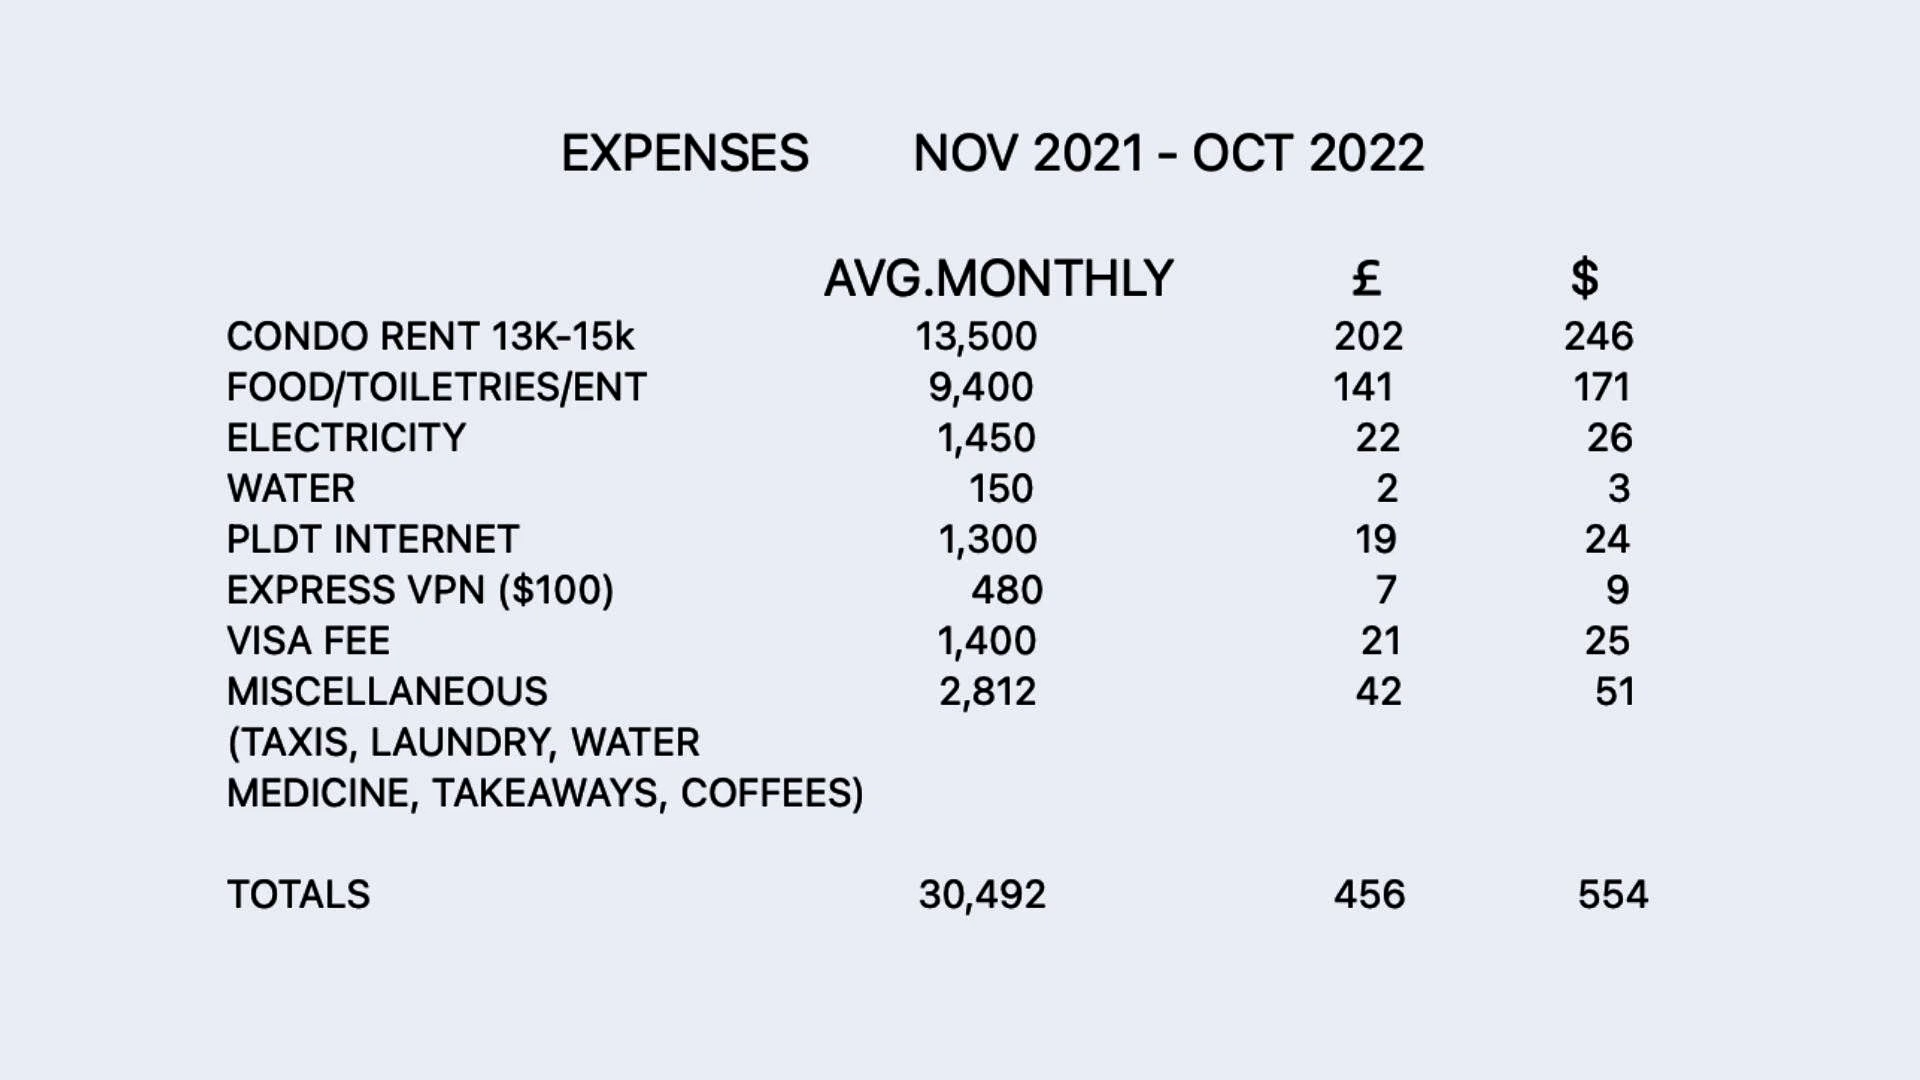 EXPENSES NOV 2021 - OCT 2022
AVG.MONTHLY £ $
CONDO RENT 13K-15k 13,500 202 246
FOOD/TOILETRIES/ENT 9,400 141 171
ELECTRICITY 1,450 22 26
WATER 150 2 3
PLDT INTERNET 1,300 19 24
EXPRESS VPN ($100) 480 7 9
VISA FEE 1,400 21 25
MISCELLANEOUS 2,812 42 51
(TAXIS, LAUNDRY, WATER
MEDICINE, TAKEAWAYS, COFFEES)
TOTALS 30,492 456 554